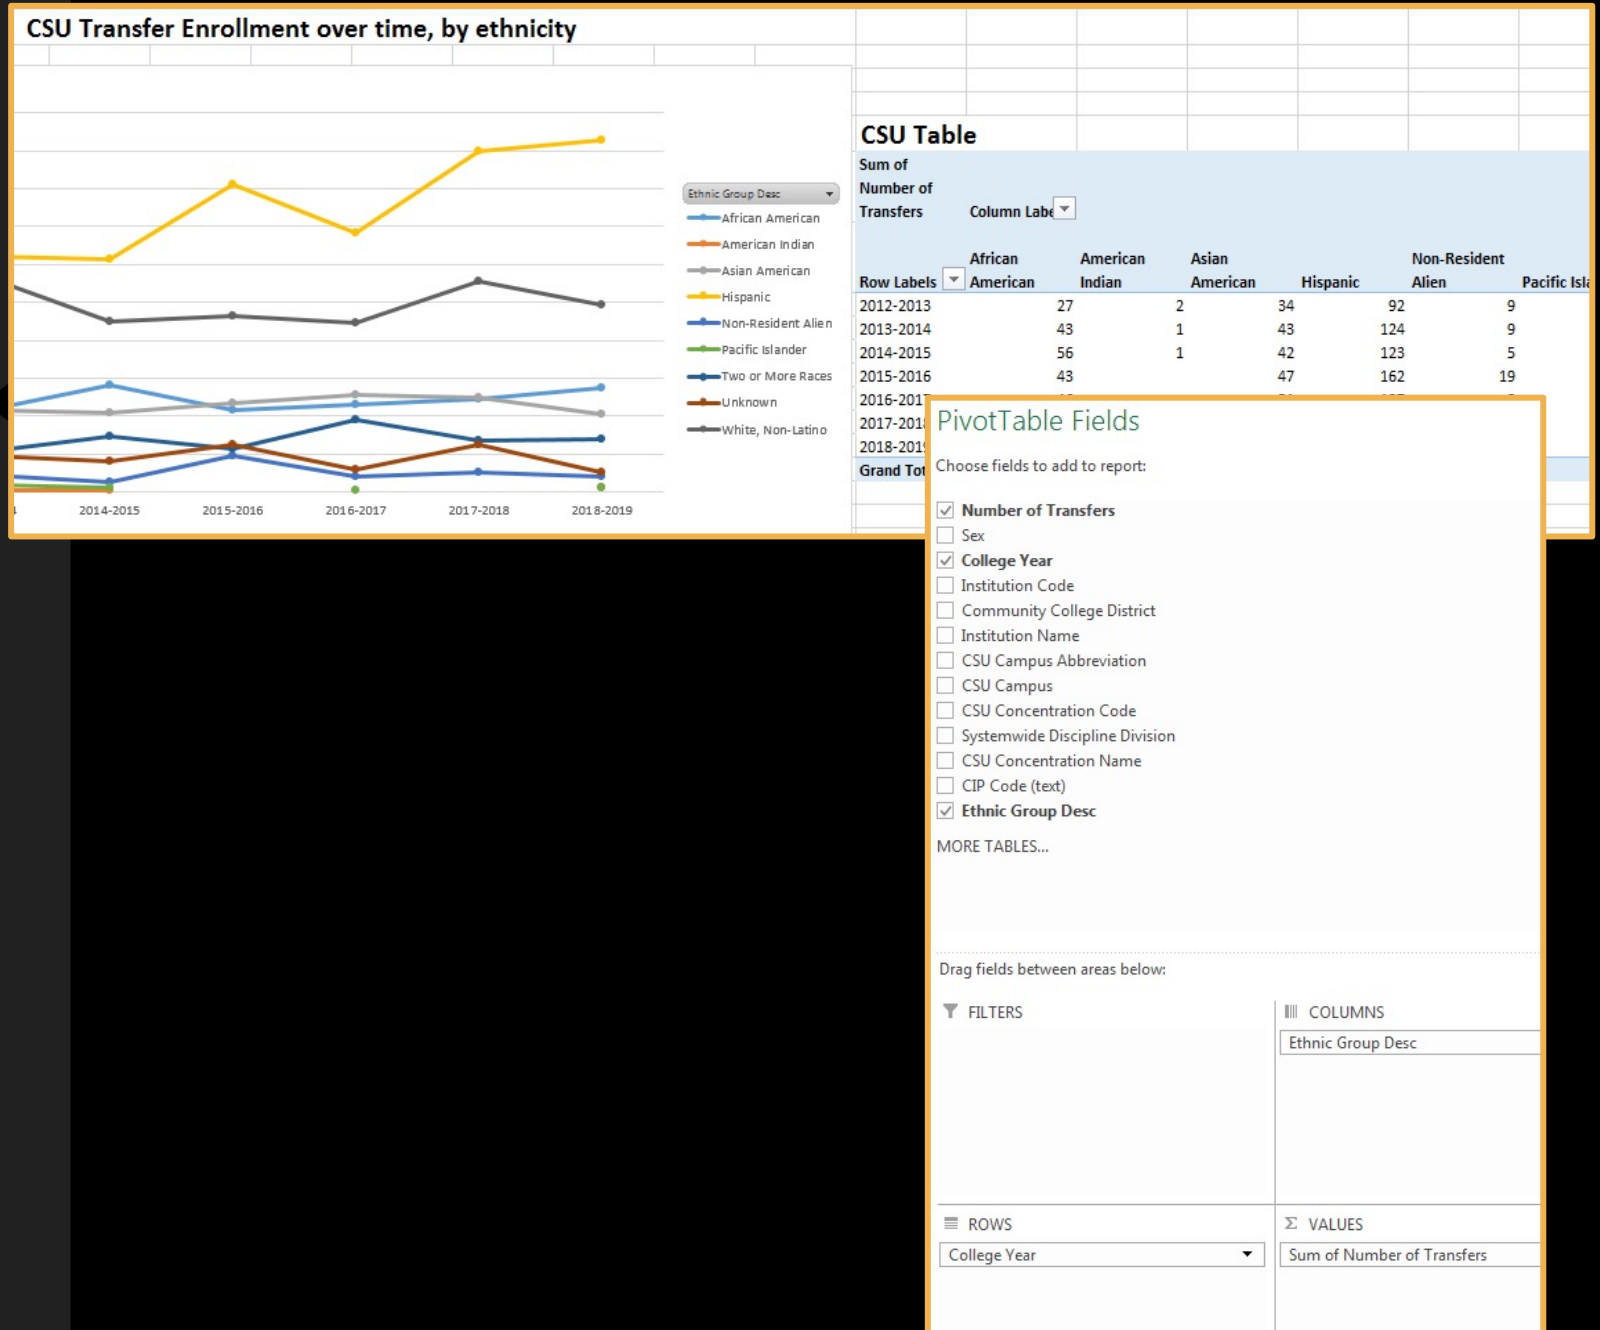 CSU Transfer Enrollment over time, by ethnicity
Ethnic Group Desc
African American
American Indian
Asian American
Hispanic
Non-Resident Alien
Pacific Islander
Two or More Races
Unknown
White, Non-Latino
2014-2015 2015-2016 2016-2017 2017-2018 2018-2019
CSU Table
Sum of
Number of
Transfers Column Labe
African American Asian Non-Resident
Row Labels American Indian American Hispanic Alien Pacific Isla
2012-2013 27 2 34 92 9
2013-2014 43 1 43 124 9
2014-2015 56 1 42 123 5
2015-2016 43 47 162 19
2016-2017
2017-201
2018-201
Grand Tot
PivotTable Fields
Choose fields to add to report:
Number of Transfers
Sex
College Year
Institution Code
Community College District
Institution Name
CSU Campus Abbreviation
CSU Campus
CSU Concentration Code
Systemwide Discipline Division
CSU Concentration Name
CIP Code (text)
Ethnic Group Desc
MORE TABLES...
Drag fields between areas below:
FILTERS
COLUMNS
Ethnic Group Desc
ROWS
College Year
Σ VALUES
Sum of Number of Transfers